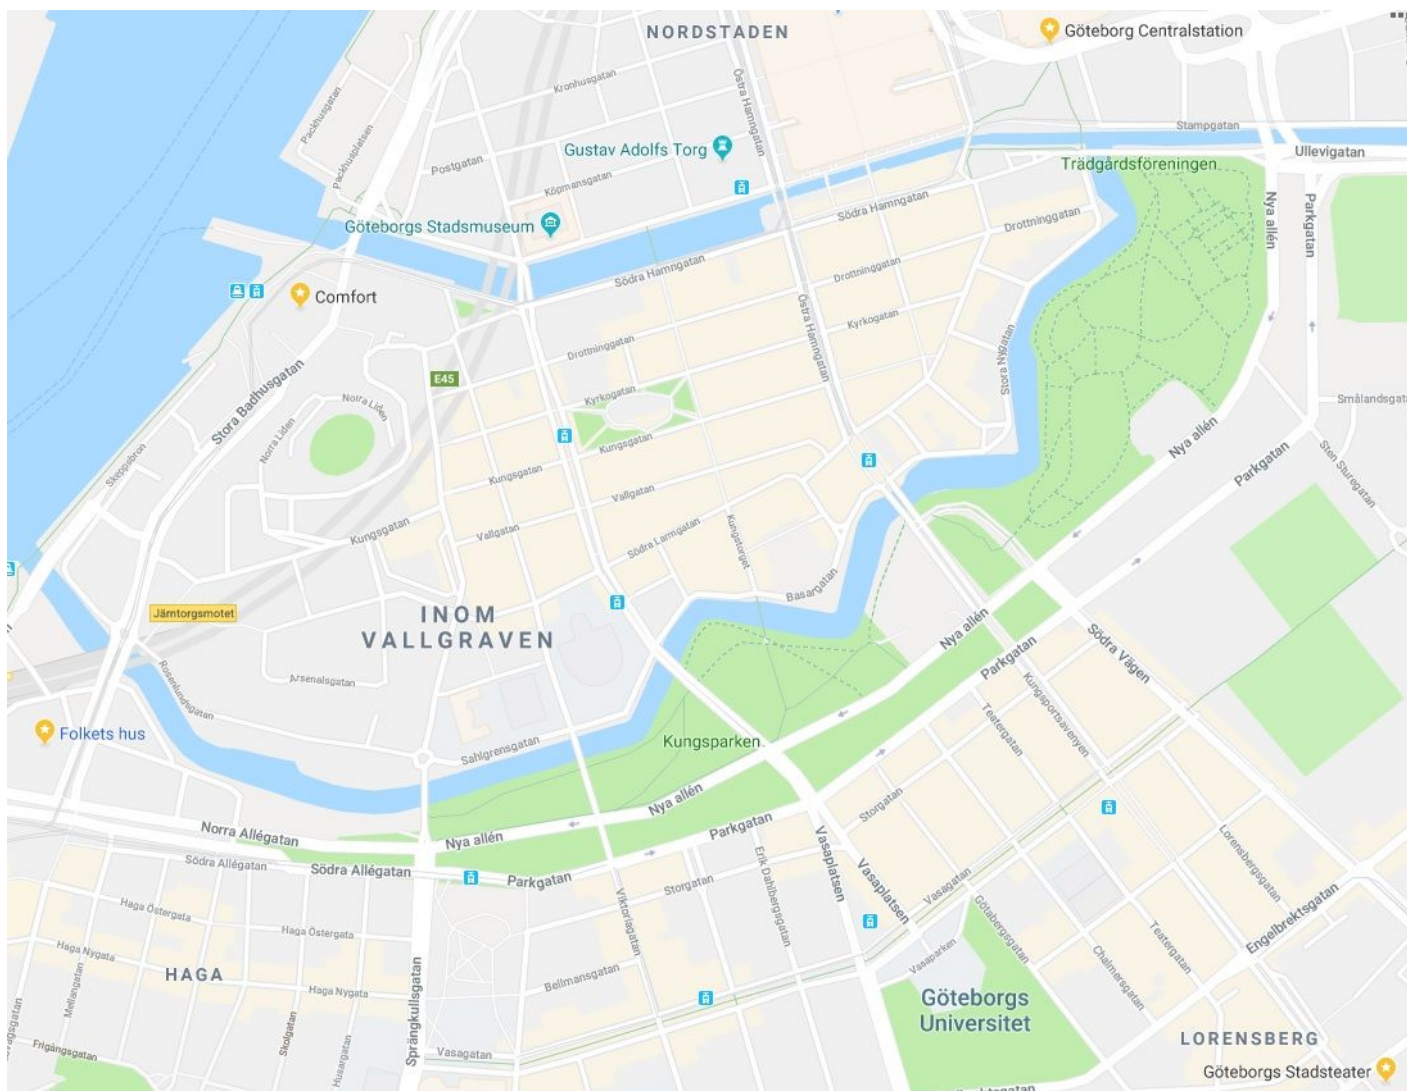 NORDSTADEN
Göteborg Centralstation
Kronhusgatan
Östra Hamngatan
Packhusgatan
Packhusplatsen
Stampgatan
Gustav Adolfs Torg
Postgatan
Ullevigatan
Trädgårdsföreningen
Köpmansgatan
Göteborgs Stadsmuseum
Södra Hamngatan
Drottninggatan
Nya allén
Parkgatan
Södra Hamngatan
Drottninggatan
Comfort
Östra Hamngatan
Kyrkogatan
Drottninggatan
Stora Nygatan
E45
Stora Badhusgatan
Kyrkogatan
Norra Liden
Norra Liden
Smålandsgata
Kungsgatan
Nya allén
Parkgatan
Sten Sturegatan
Skeppsbron
Kungsgatan
Vallgatan
Kungsgatan
Vallgatan
Södra Larmgatan
Kungstorget
Basargatan
Järntorgsmotet
INOM
VALLGRAVEN
Nya allén
Södra Vägen
Parkgatan
Rosenlundsgatan
Arsenalsgatan
Kungsportsavenyen
Teatergatan
Folkets hus
Sahlgrensgatan
Kungsparken
Nya allén
Storgatan
Norra Allégatan
Nya allén
Parkgatan
Vasaplatsen
Lorensbergsgatan
Södra Allégatan
Södra Allégatan
Parkgatan
Storgatan
Erik Dahlbergsgatan
Vasaplatsen
Vasagatan
Viktoriagatan
Götabergsgatan
Engelbrektsgatan
Haga Östergata
Haga Östergata
Teatergatan
Haga Nygata
HAGA
Haga Nygata
Bellmansgatan
Vasaparken
Chalmersgatan
Mellangatan
Sprängkullsgatan
Göteborgs
Universitet
Skolgatan
Husargatan
Frigångsgatan
Vasagatan
LORENSBERG
Göteborgs Stadsteater